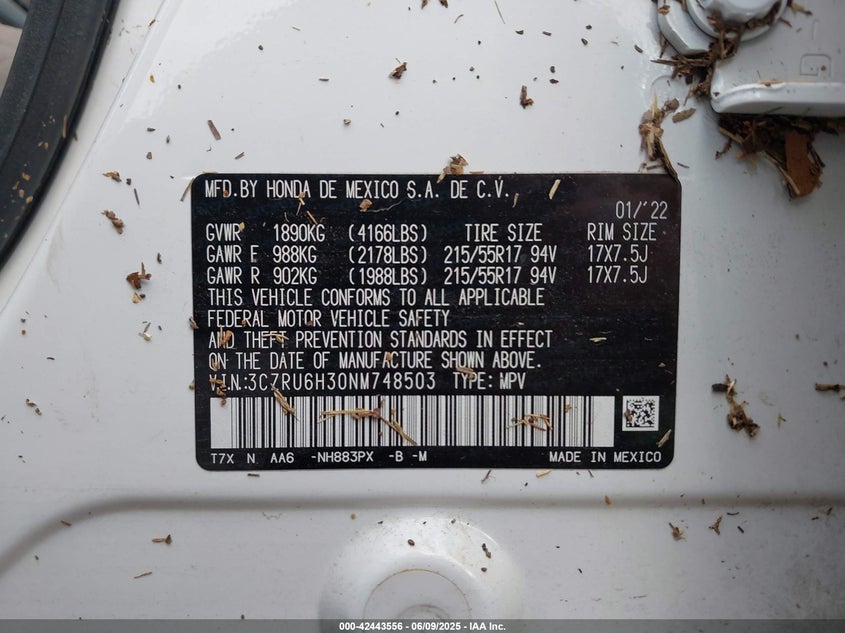 MFD.BY HONDA DE MEXICO S.A. DE C.V.
01/'22
GVWR 1890KG (4166LBS) TIRE SIZE RIM SIZE
GAWR F 988KG (2178LBS) 215/55R17 94V 17X7.5J
GAWR R 902KG (1988LBS) 215/55R17 94V 17X7.5J
THIS VEHICLE CONFORMS TO ALL APPLICABLE
FEDERAL MOTOR VEHICLE SAFETY
AND THEFT PREVENTION STANDARDS IN EFFECT
ON THE DATE OF MANUFACTURE SHOWN ABOVE.
V.I.N.:3CZRU6H30NM748503 TYPE: MPV
T7X N AA6 -NH883PX -B -M MADE IN MEXICO
000-42443556 - 06/09/2025 - IAA Inc.